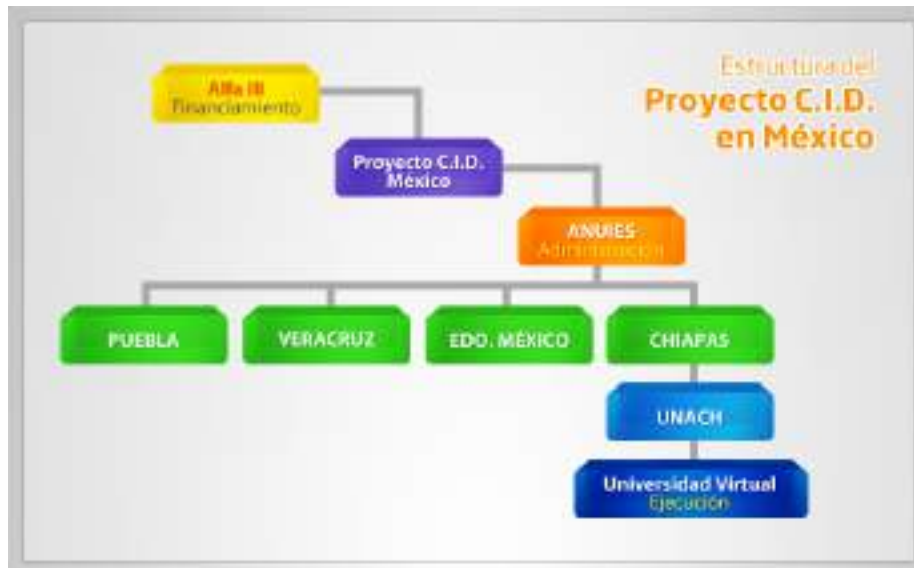 Estructura del
Proyecto C.I.D.
en México
Alfa III
Financiamiento
Proyecto C.I.D.
México
ANUIES
Administración
PUEBLA
VERACRUZ
EDO. MÉXICO
CHIAPAS
UNACH
Universidad Virtual
Ejecución